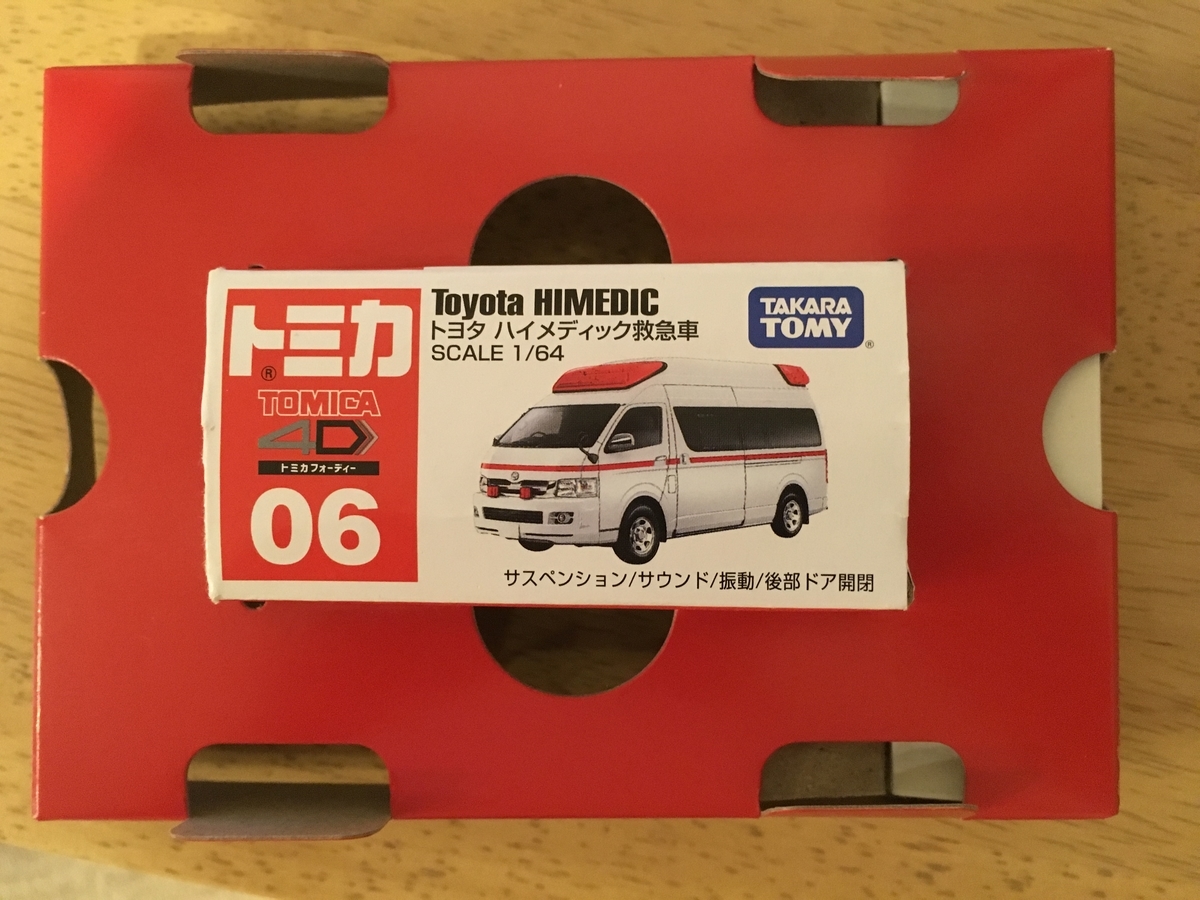 トミカ
®
TOMICA
4D
トミカフォーディー
06
Toyota HIMEDIC
トヨタ ハイメディック救急車
SCALE 1/64
TAKARA
TOMY
®
サスペンション/サウンド/振動/後部ドア開閉